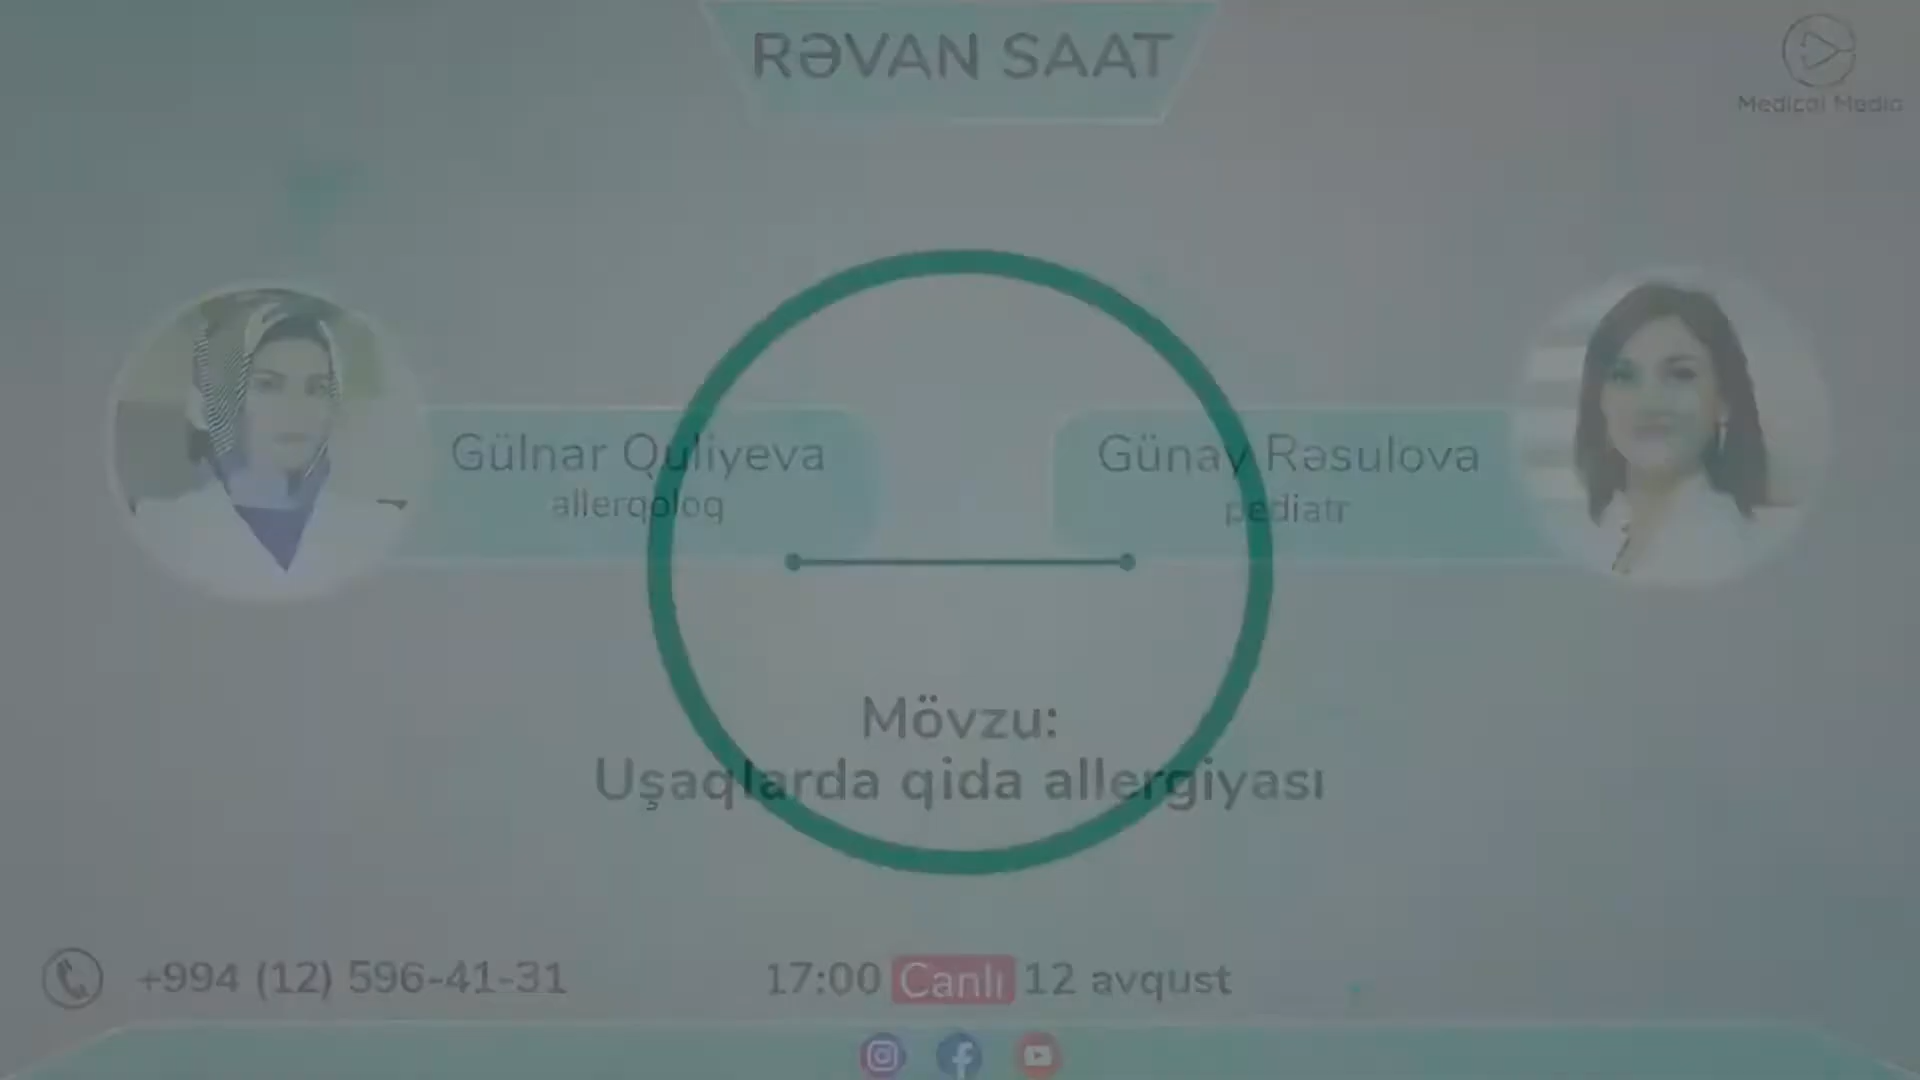 RƏVAN SAAT
Medical Media
Gülnar Quliyeva
allerqoloq
Günay Rəsulova
pediatr
Mövzu:
Uşaqlarda qida allergiyası
+994 (12) 596-41-31
17:00 Canlı 12 avqust